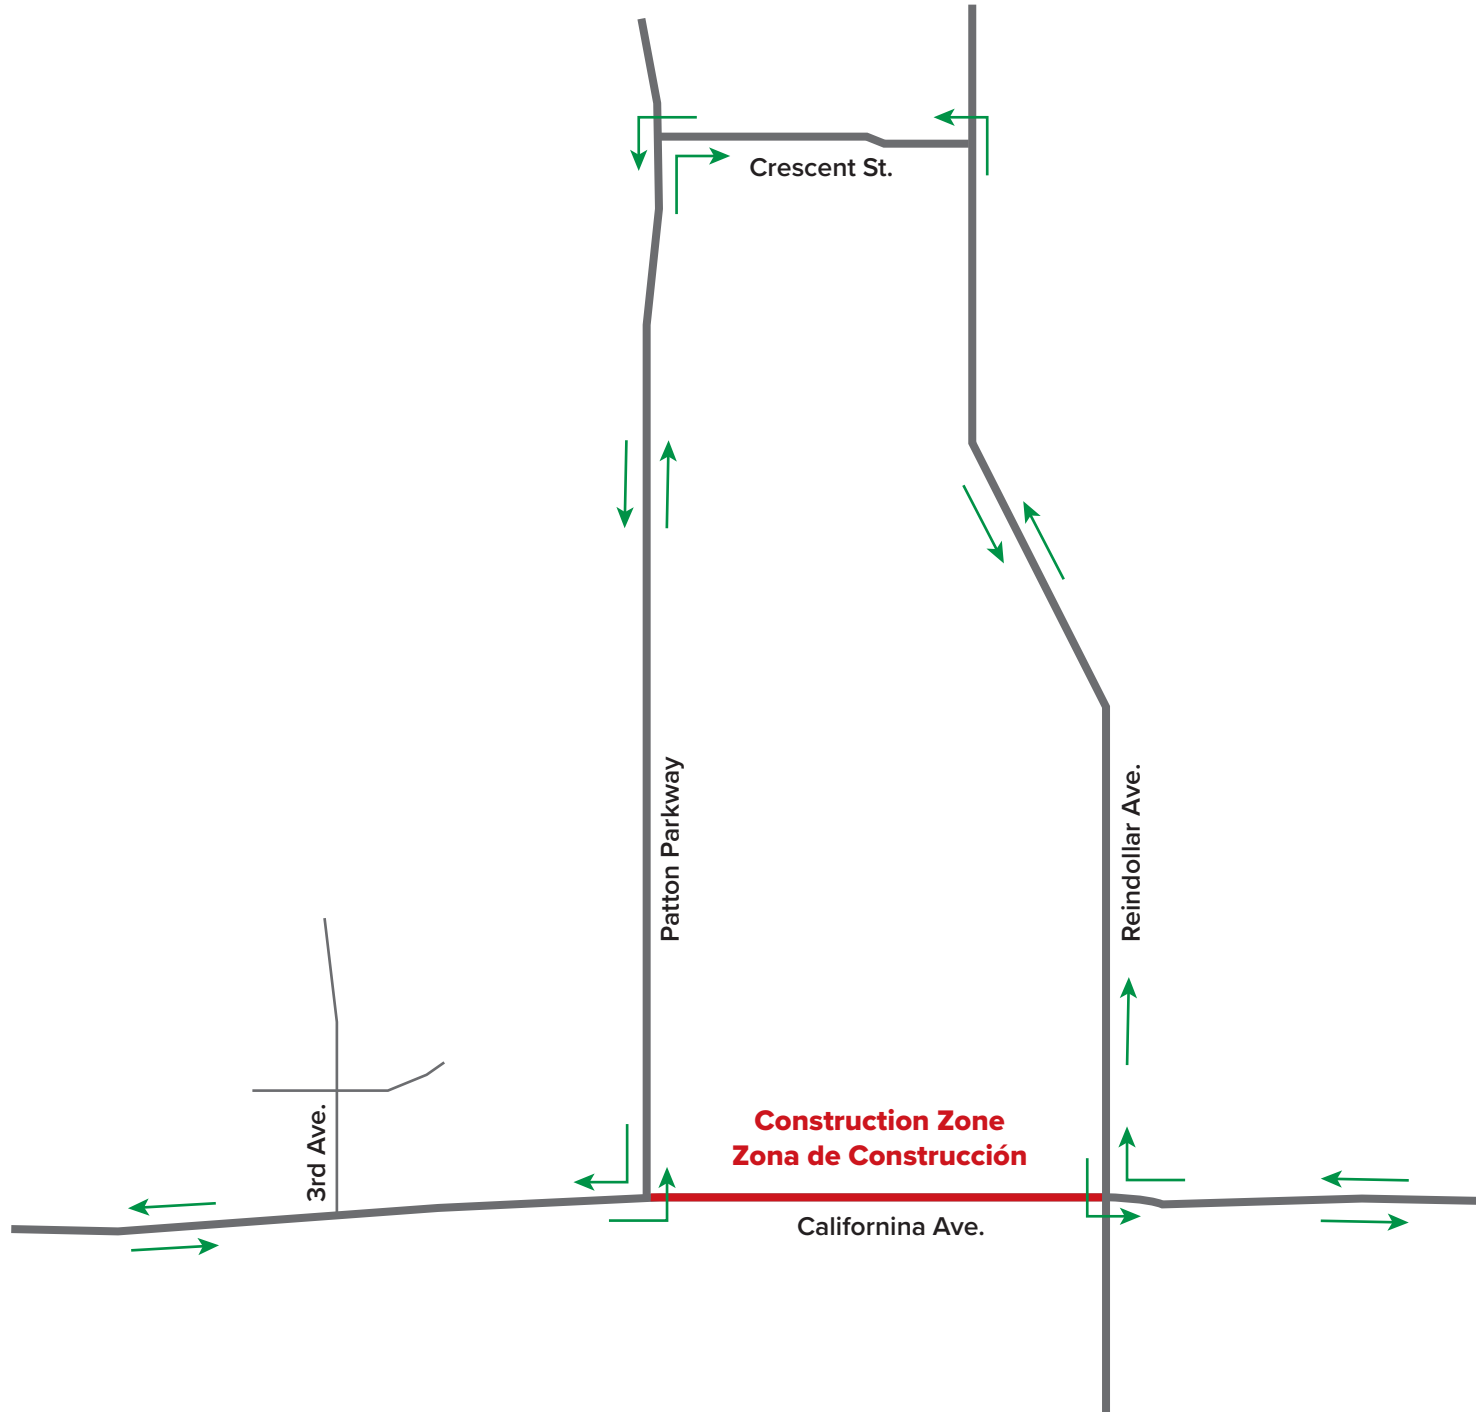 Crescent St.
Patton Parkway
Reindollar Ave.
3rd Ave.
Construction Zone
Zona de Construcción
Californina Ave.